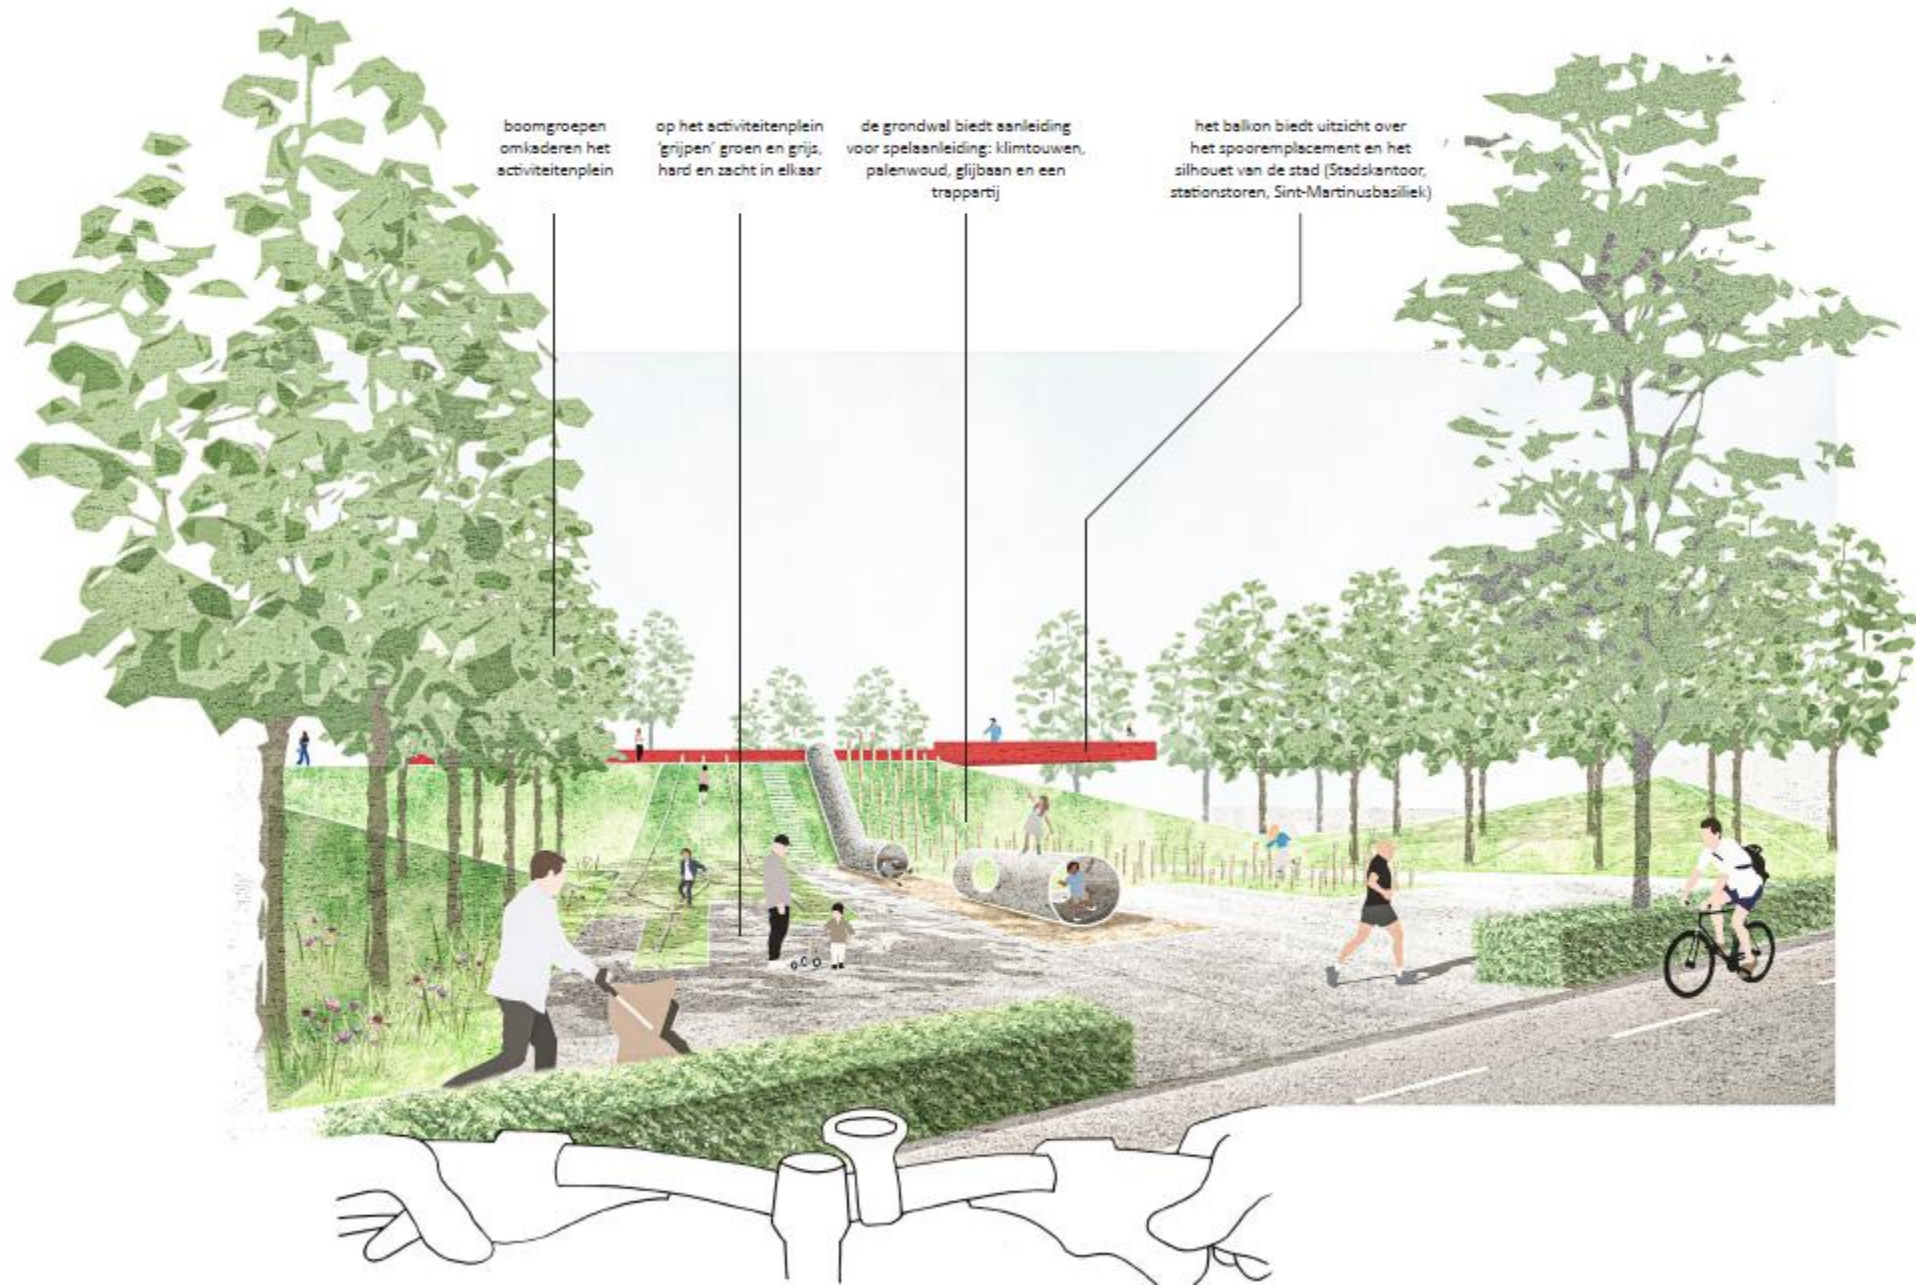 boomgroepen
omkaderen het
activiteitenplein
op het activiteitenplein
'grijpen' groen en grijs,
hard en zacht in elkaar
de grondwal biedt aanleiding
voor spelaanleiding: klimtouwen,
palenwoud, glijbaan en een
trappartij
het balkon biedt uitzicht over
het spooremplacement en het
silhouet van de stad (Stadskantoor,
stationstoren, Sint-Martinusbasiliek)